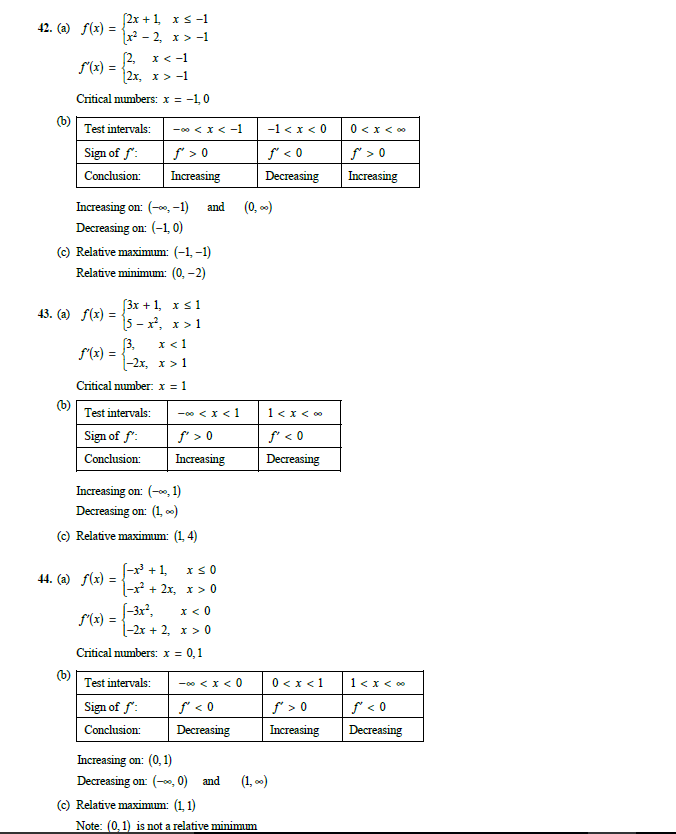 42. (a) f(x) = {2x + 1, x ≤ −1
x² − 2, x > −1
f′(x) = {2, x < −1
2x, x > −1
Critical numbers: x = −1, 0
(b) Test intervals: −∞ < x < −1 −1 < x < 0 0 < x < ∞
Sign of f′: f′ > 0 f′ < 0 f′ > 0
Conclusion: Increasing Decreasing Increasing
Increasing on: (−∞, −1) and (0, ∞)
Decreasing on: (−1, 0)
(c) Relative maximum: (−1, −1)
Relative minimum: (0, −2)
43. (a) f(x) = {3x + 1, x ≤ 1
5 − x², x > 1
f′(x) = {3, x < 1
−2x, x > 1
Critical number: x = 1
(b) Test intervals: −∞ < x < 1 1 < x < ∞
Sign of f′: f′ > 0 f′ < 0
Conclusion: Increasing Decreasing
Increasing on: (−∞, 1)
Decreasing on: (1, ∞)
(c) Relative maximum: (1, 4)
44. (a) f(x) = {−x³ + 1, x ≤ 0
−x² + 2x, x > 0
f′(x) = {−3x², x < 0
−2x + 2, x > 0
Critical numbers: x = 0, 1
(b) Test intervals: −∞ < x < 0 0 < x < 1 1 < x < ∞
Sign of f′: f′ < 0 f′ > 0 f′ < 0
Conclusion: Decreasing Increasing Decreasing
Increasing on: (0, 1)
Decreasing on: (−∞, 0) and (1, ∞)
(c) Relative maximum: (1, 1)
Note: (0, 1) is not a relative minimum